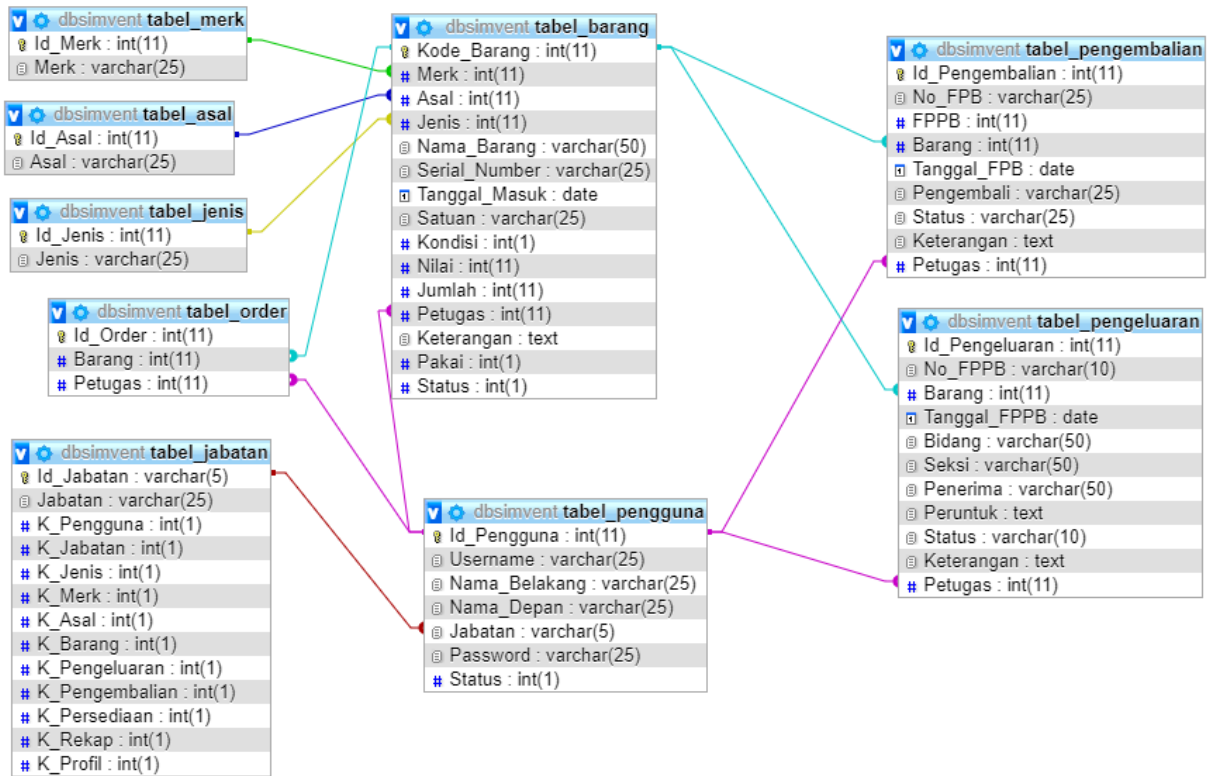 dbsimvent tabel_merk
Id_Merk : int(11)
Merk : varchar(25)
dbsimvent tabel_asal
Id_Asal : int(11)
Asal : varchar(25)
dbsimvent tabel_jenis
Id_Jenis : int(11)
Jenis : varchar(25)
dbsimvent tabel_order
Id_Order : int(11)
Barang : int(11)
Petugas : int(11)
dbsimvent tabel_jabatan
Id_Jabatan : varchar(5)
Jabatan : varchar(25)
K_Pengguna : int(1)
K_Jabatan : int(1)
K_Jenis : int(1)
K_Merk : int(1)
K_Asal : int(1)
K_Barang : int(1)
K_Pengeluaran : int(1)
K_Pengembalian : int(1)
K_Persediaan : int(1)
K_Rekap : int(1)
K_Profil : int(1)
dbsimvent tabel_barang
Kode_Barang : int(11)
Merk : int(11)
Asal : int(11)
Jenis : int(11)
Nama_Barang : varchar(50)
Serial_Number : varchar(25)
Tanggal_Masuk : date
Satuan : varchar(25)
Kondisi : int(1)
Nilai : int(11)
Jumlah : int(11)
Petugas : int(11)
Keterangan : text
Pakai : int(1)
Status : int(1)
dbsimvent tabel_pengguna
Id_Pengguna : int(11)
Username : varchar(25)
Nama_Belakang : varchar(25)
Nama_Depan : varchar(25)
Jabatan : varchar(5)
Password : varchar(25)
Status : int(1)
dbsimvent tabel_pengembalian
Id_Pengembalian : int(11)
No_FPB : varchar(25)
FPPB : int(11)
Barang : int(11)
Tanggal_FPB : date
Pengembali : varchar(25)
Status : varchar(25)
Keterangan : text
Petugas : int(11)
dbsimvent tabel_pengeluaran
Id_Pengeluaran : int(11)
No_FPPB : varchar(10)
Barang : int(11)
Tanggal_FPPB : date
Bidang : varchar(50)
Seksi : varchar(50)
Penerima : varchar(50)
Peruntuk : text
Status : varchar(10)
Keterangan : text
Petugas : int(11)